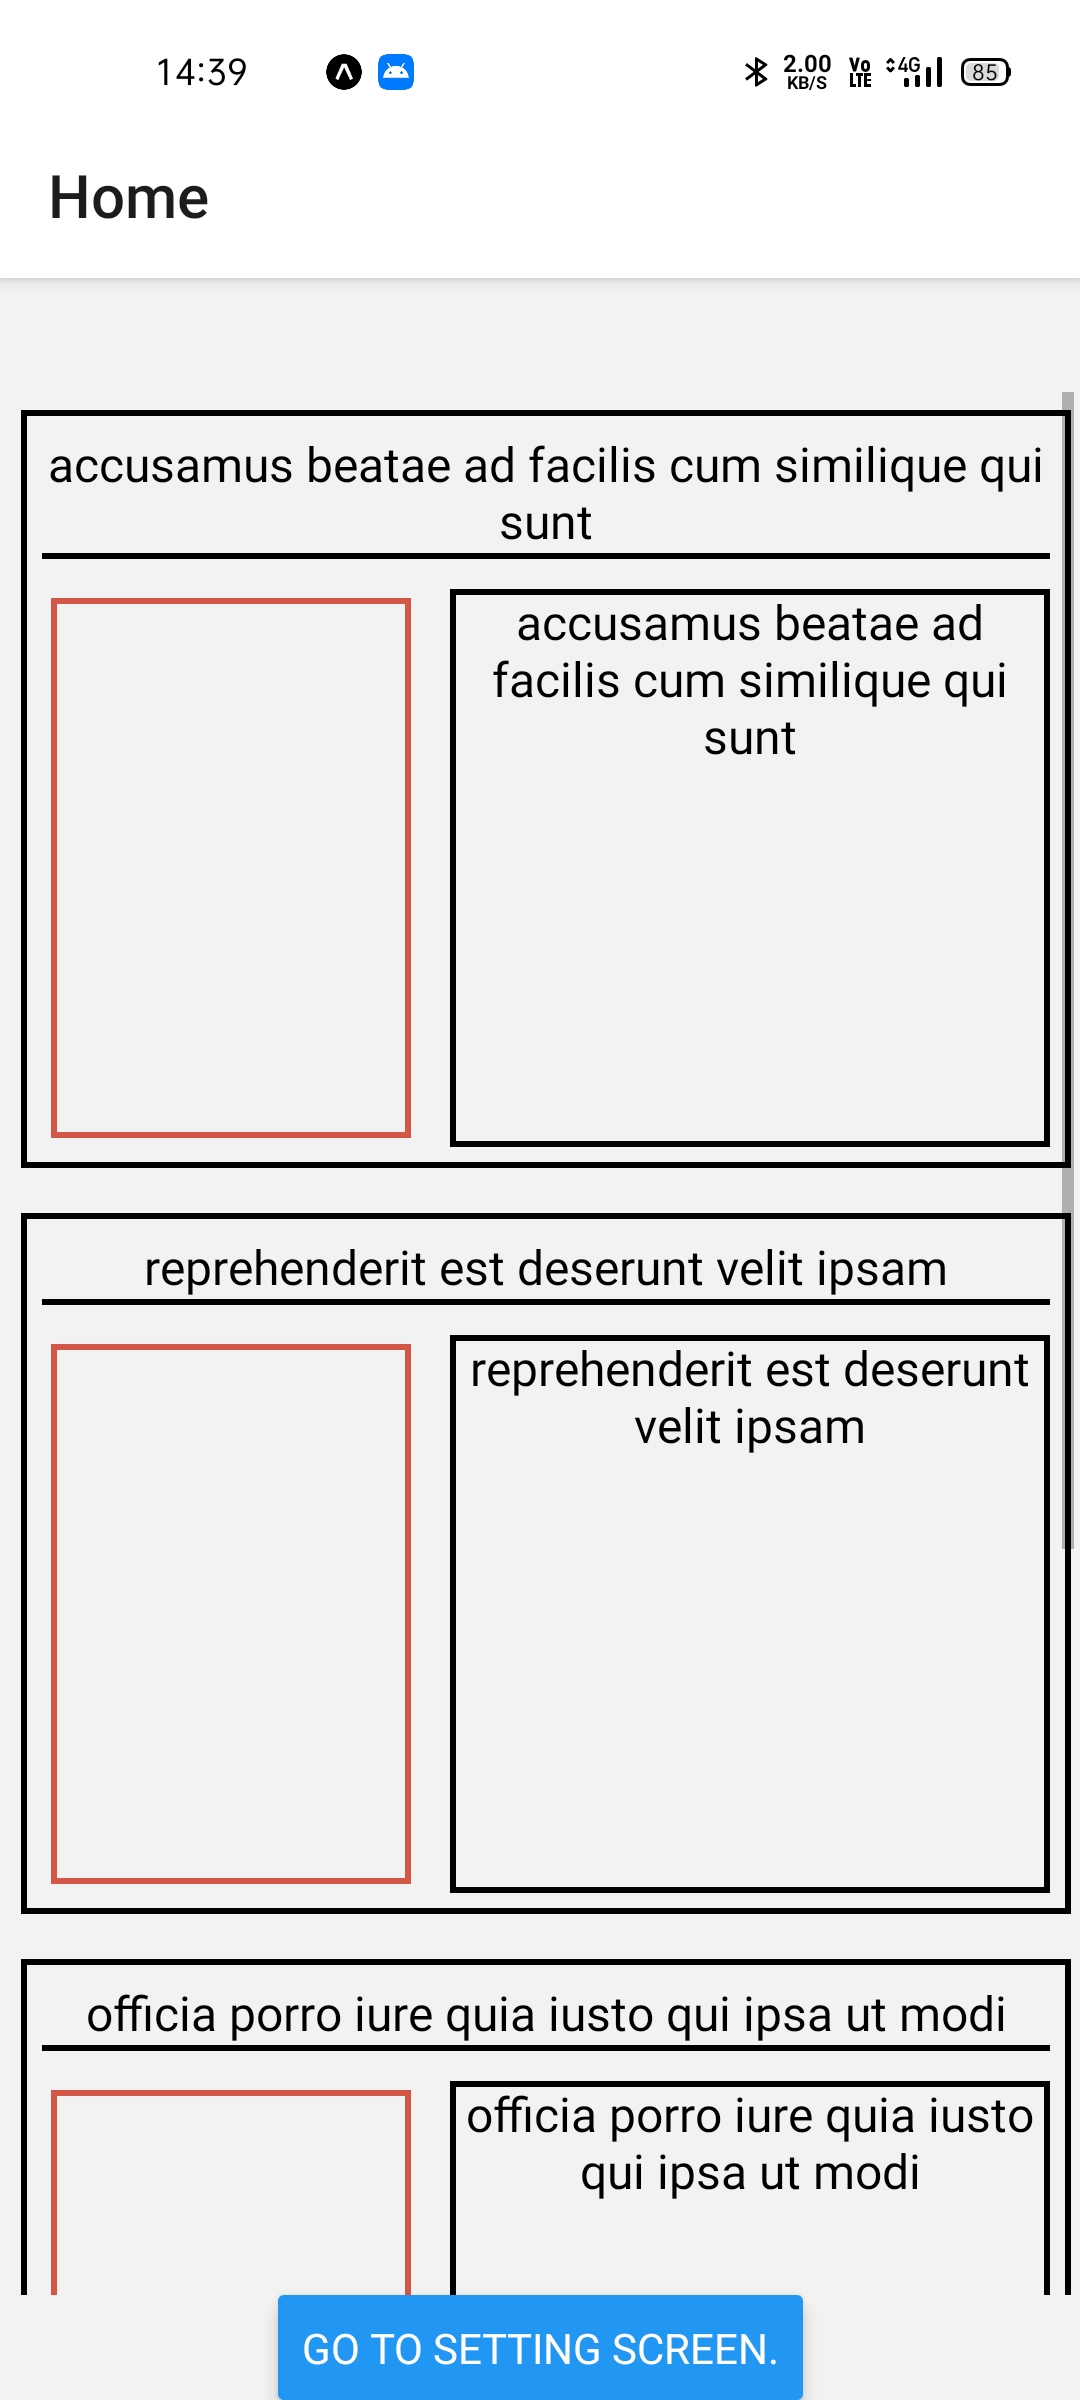 14:39
2.00
KB/S
Vo
LTE
4G
85
Home
accusamus beatae ad facilis cum similique qui
sunt
accusamus beatae ad
facilis cum similique qui
sunt
reprehenderit est deserunt velit ipsam
reprehenderit est deserunt
velit ipsam
officia porro iure quia iusto qui ipsa ut modi
officia porro iure quia iusto
qui ipsa ut modi
GO TO SETTING SCREEN.